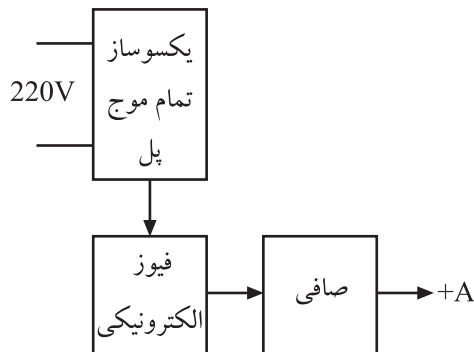 یکسوساز
تمام موج
پل
220V
فیوز
الکترونیکی
صافی
+A